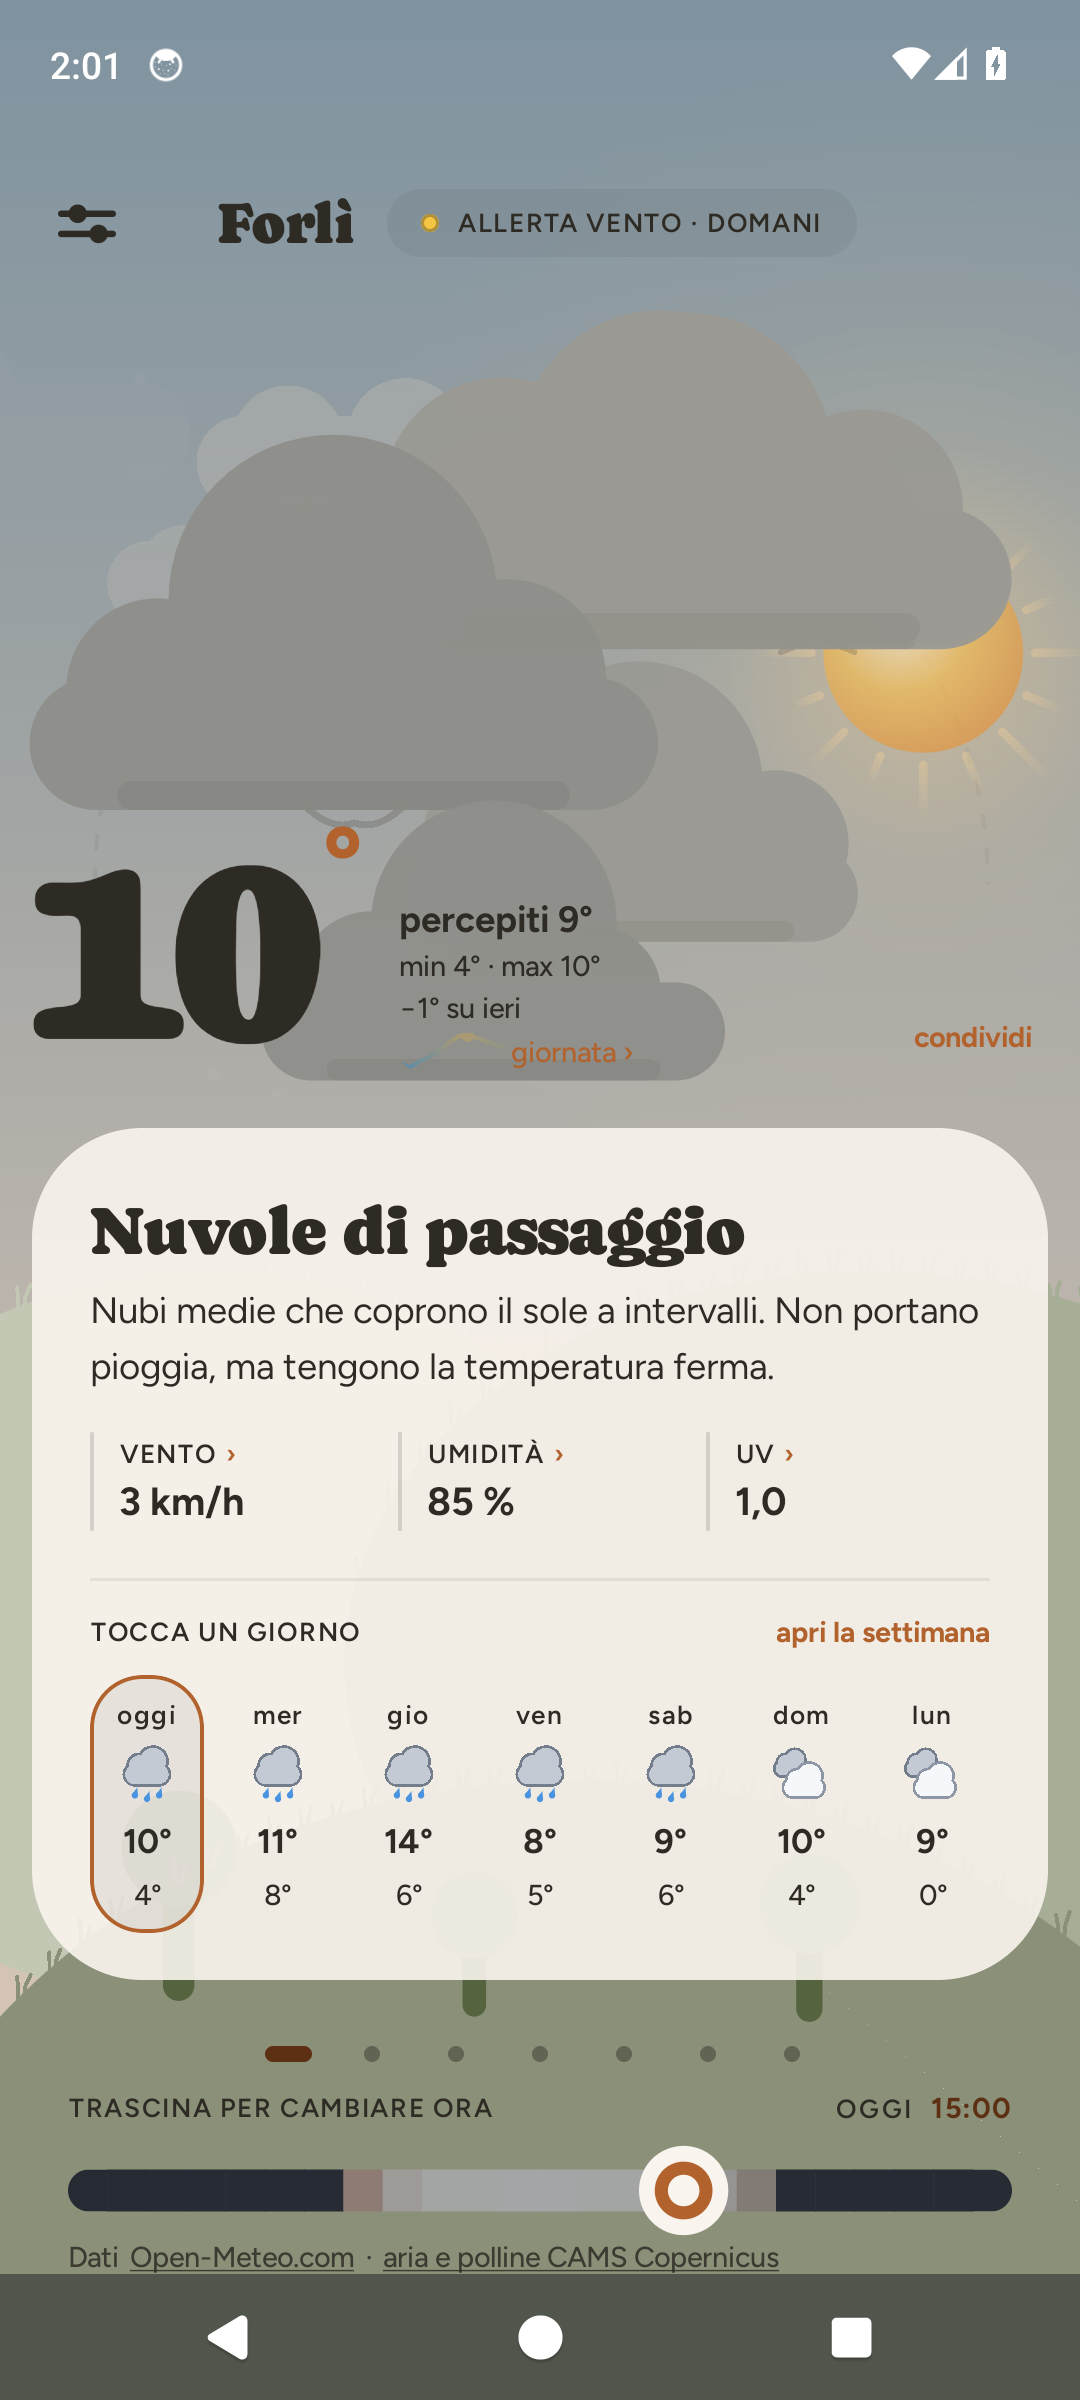 2:01
Forlì
ALLERTA VENTO · DOMANI
10°
percepiti 9°
min 4° · max 10°
−1° su ieri
giornata ›
condividi
Nuvole di passaggio
Nubi medie che coprono il sole a intervalli. Non portano
pioggia, ma tengono la temperatura ferma.
VENTO › UMIDITÀ › UV ›
3 km/h 85 % 1,0
TOCCA UN GIORNO apri la settimana
oggi mer gio ven sab dom lun
10° 11° 14° 8° 9° 10° 9°
4° 8° 6° 5° 6° 4° 0°
TRASCINA PER CAMBIARE ORA OGGI 15:00
Dati Open-Meteo.com · aria e polline CAMS Copernicus